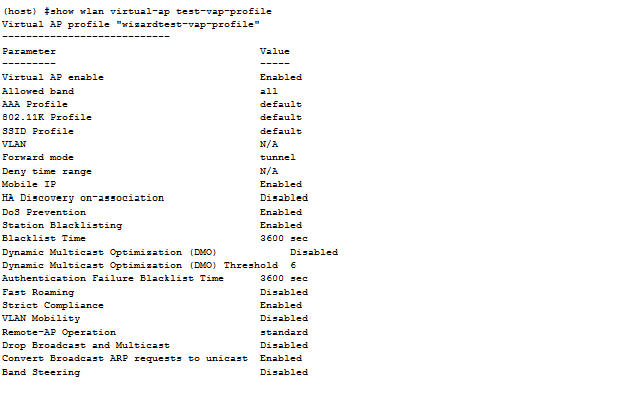 (host) #show wlan virtual-ap test-vap-profile
Virtual AP profile "wizardtest-vap-profile"
----------------------------
Parameter Value
--------- -----
Virtual AP enable Enabled
Allowed band all
AAA Profile default
802.11K Profile default
SSID Profile default
VLAN N/A
Forward mode tunnel
Deny time range N/A
Mobile IP Enabled
HA Discovery on-association Disabled
DoS Prevention Enabled
Station Blacklisting Enabled
Blacklist Time 3600 sec
Dynamic Multicast Optimization (DMO) Disabled
Dynamic Multicast Optimization (DMO) Threshold 6
Authentication Failure Blacklist Time 3600 sec
Fast Roaming Disabled
Strict Compliance Enabled
VLAN Mobility Disabled
Remote-AP Operation standard
Drop Broadcast and Multicast Disabled
Convert Broadcast ARP requests to unicast Enabled
Band Steering Disabled